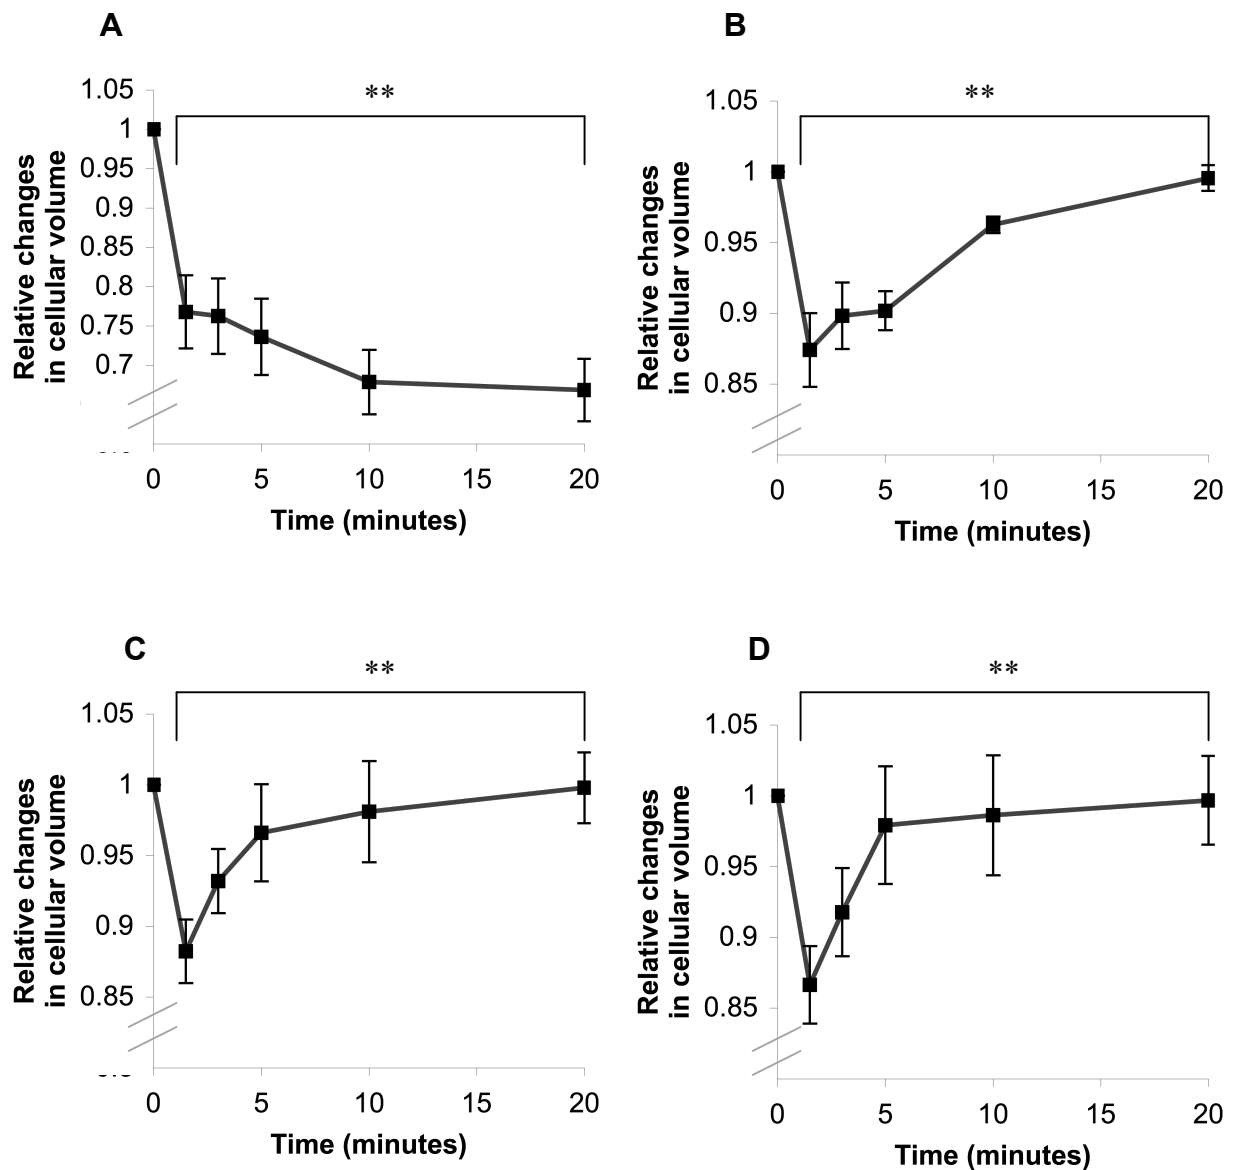 A
1.05
1
0.95
0.9
0.85
0.8
0.75
0.7
Relative changes
in cellular volume
**
0 5 10 15 20
Time (minutes)
B
1.05
1
0.95
0.9
0.85
Relative changes
in cellular volume
**
0 5 10 15 20
Time (minutes)
C
1.05
1
0.95
0.9
0.85
Relative changes
in cellular volume
**
0 5 10 15 20
Time (minutes)
D
1.05
1
0.95
0.9
0.85
Relative changes
in cellular volume
**
0 5 10 15 20
Time (minutes)